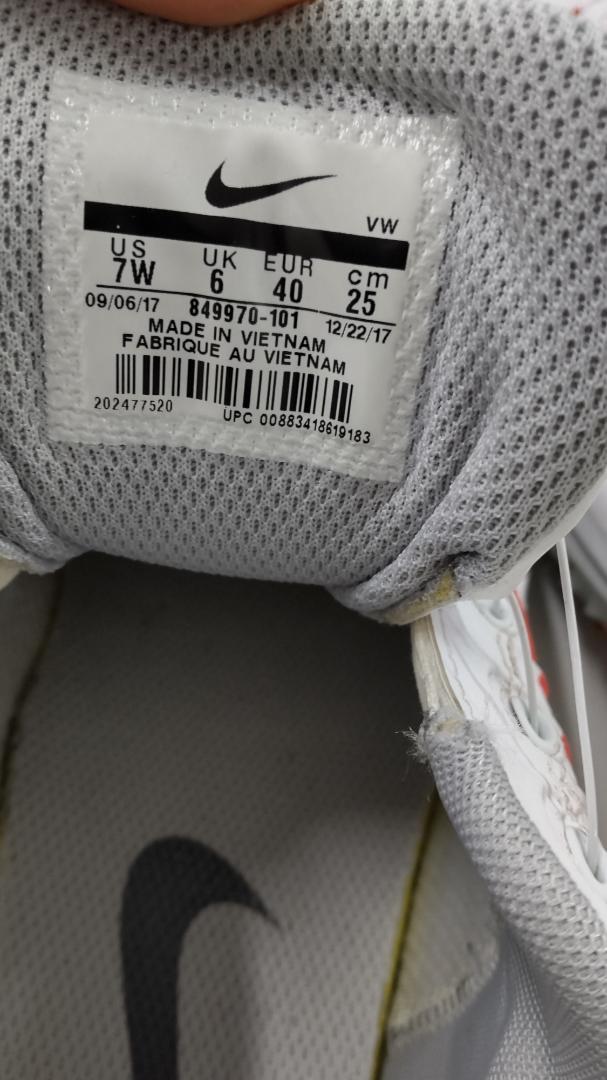 VW
US UK EUR cm
7W 6 40 25
09/06/17 849970-101 12/22/17
MADE IN VIETNAM
FABRIQUE AU VIETNAM
202477520 UPC 00883418619183